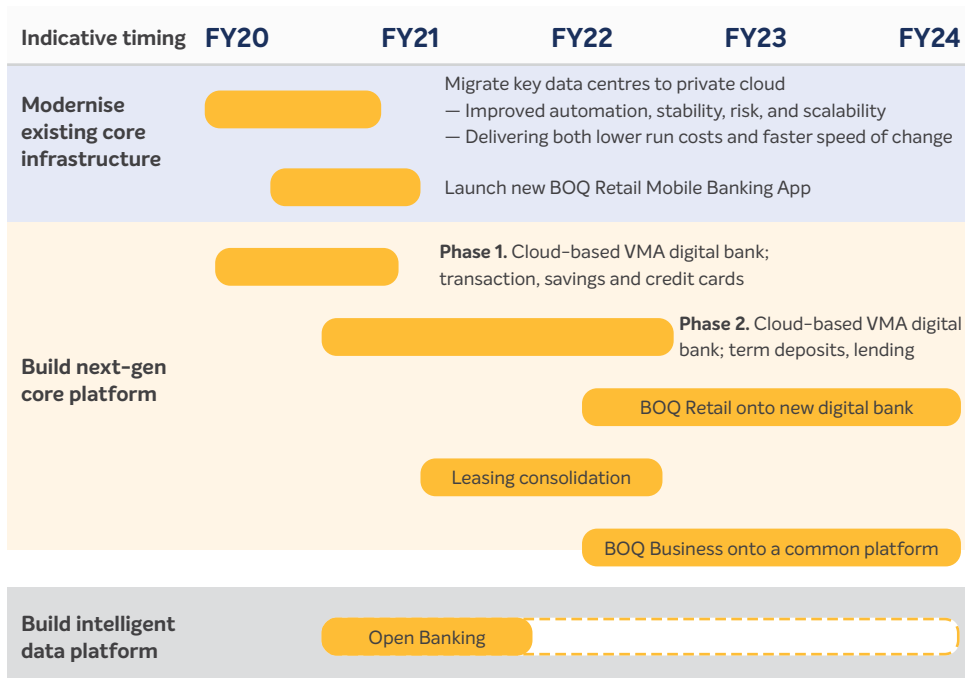 Indicative timing FY20 FY21 FY22 FY23 FY24
Modernise
existing core
infrastructure
Migrate key data centres to private cloud
— Improved automation, stability, risk, and scalability
— Delivering both lower run costs and faster speed of change
Launch new BOQ Retail Mobile Banking App
Build next-gen
core platform
Phase 1. Cloud-based VMA digital bank;
transaction, savings and credit cards
Phase 2. Cloud-based VMA digital
bank; term deposits, lending
BOQ Retail onto new digital bank
Leasing consolidation
BOQ Business onto a common platform
Build intelligent
data platform
Open Banking